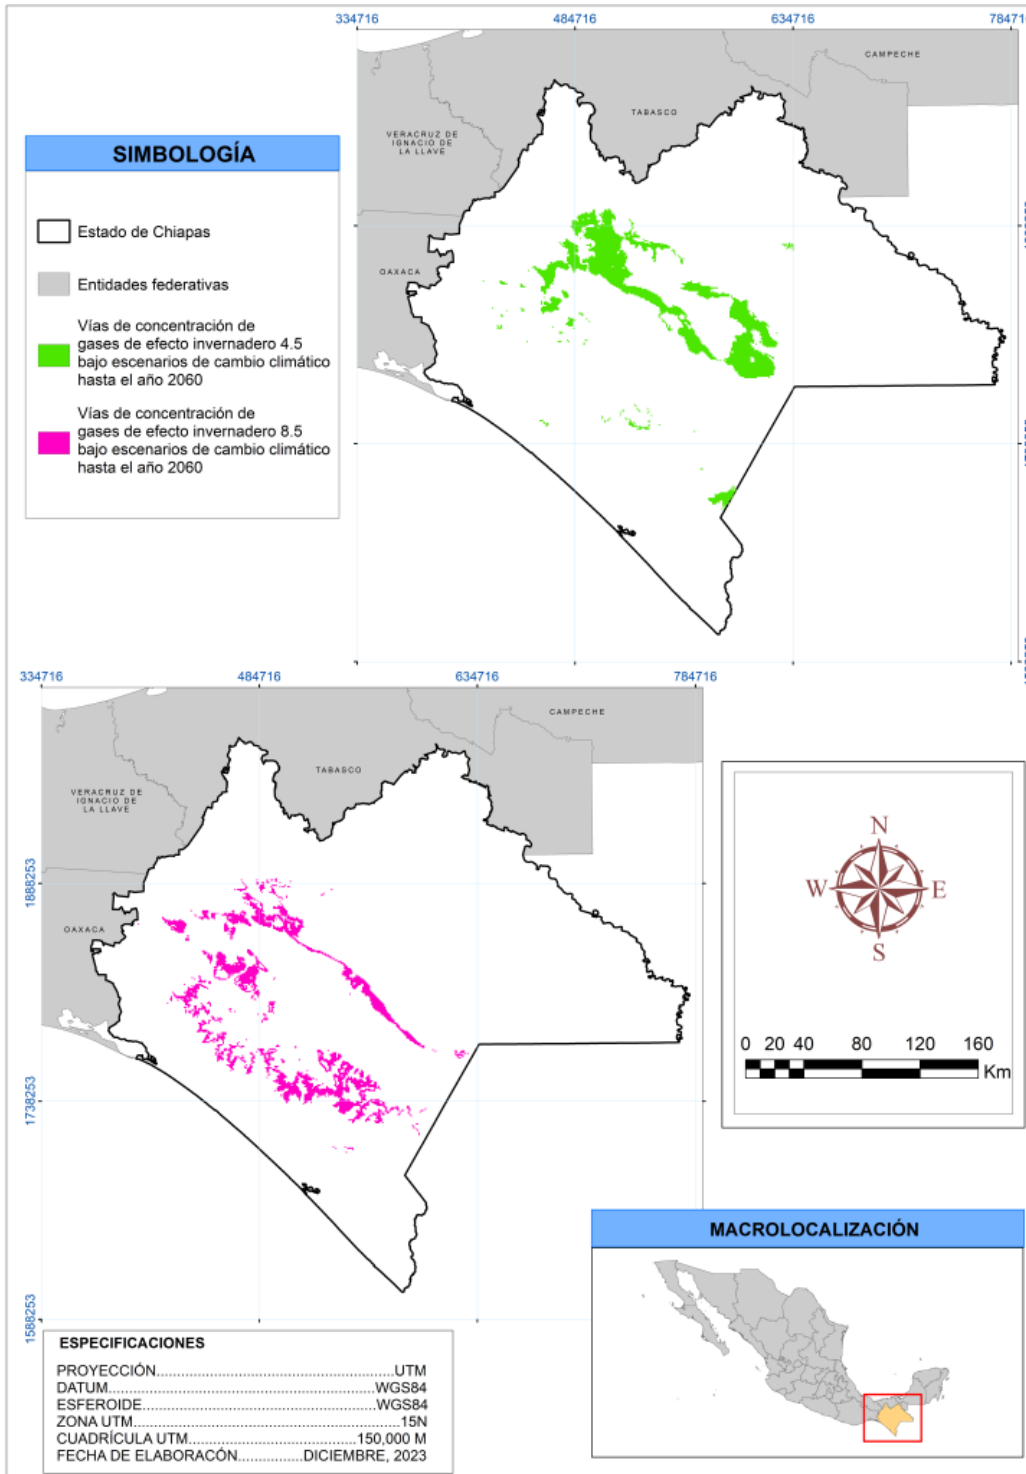 334716
484716
634716
784716
CAMPECHE
TABASCO
VERACRUZ DE
IGNACIO DE
LA LLAVE
OAXACA
SIMBOLOGÍA
Estado de Chiapas
Entidades federativas
Vías de concentración de
gases de efecto invernadero 4.5
bajo escenarios de cambio climático
hasta el año 2060
Vías de concentración de
gases de efecto invernadero 8.5
bajo escenarios de cambio climático
hasta el año 2060
334716
484716
634716
784716
CAMPECHE
TABASCO
VERACRUZ DE
IGNACIO DE
LA LLAVE
OAXACA
1888253
1738253
1588253
N
W
E
S
0 20 40 80 120 160
Km
MACROLOCALIZACIÓN
ESPECIFICACIONES
PROYECCIÓN..........................................UTM
DATUM..............................................WGS84
ESFEROIDE........................................WGS84
ZONA UTM...............................................15N
CUADRÍCULA UTM..........................150,000 M
FECHA DE ELABORACÓN................DICIEMBRE, 2023